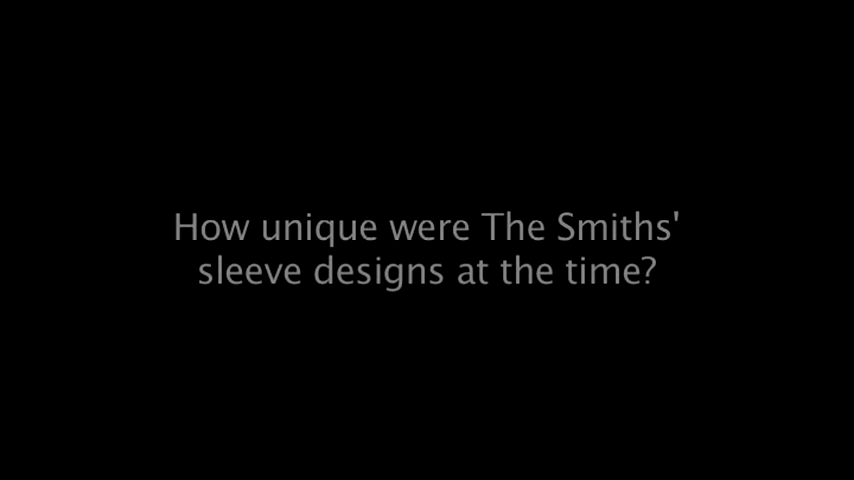 How unique were The Smiths'
sleeve designs at the time?